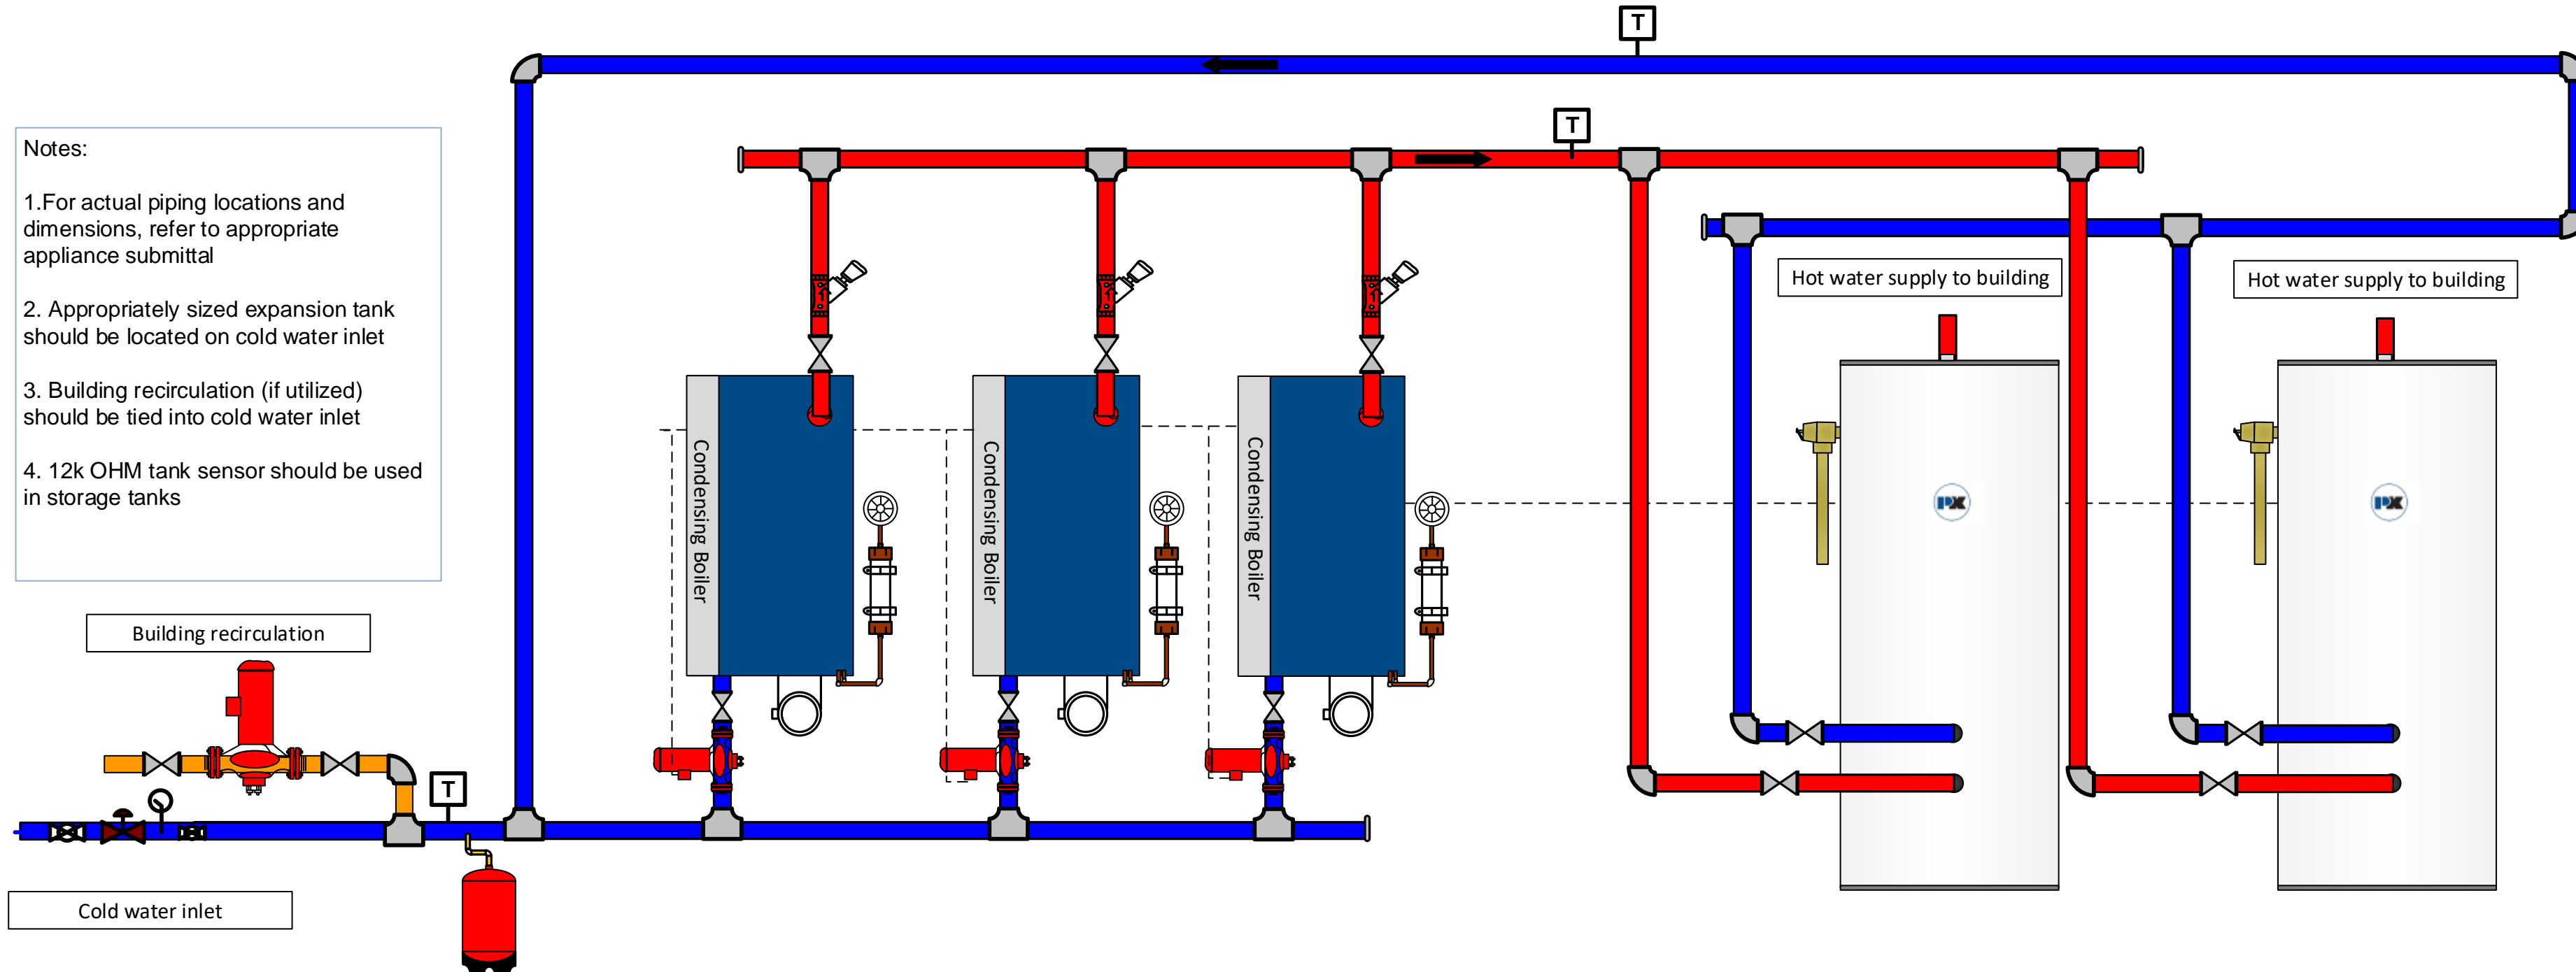 T
T
Notes:
1.For actual piping locations and
dimensions, refer to appropriate
appliance submittal
2. Appropriately sized expansion tank
should be located on cold water inlet
3. Building recirculation (if utilized)
should be tied into cold water inlet
4. 12k OHM tank sensor should be used
in storage tanks
Hot water supply to building
Hot water supply to building
Condensing Boiler
Condensing Boiler
Condensing Boiler
PK
PK
Building recirculation
T
Cold water inlet